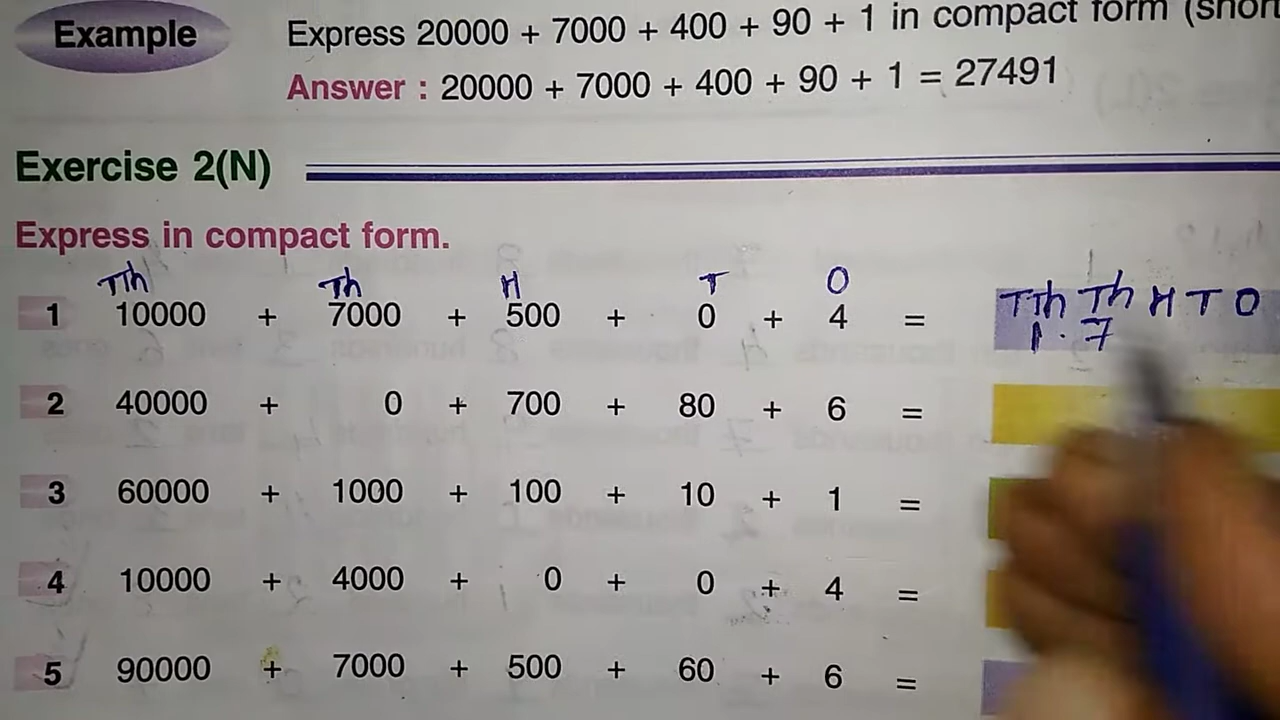 Example Express 20000 + 7000 + 400 + 90 + 1 in compact form (short
Answer : 20000 + 7000 + 400 + 90 + 1 = 27491
Exercise 2(N)
Express in compact form.
TTh Th H T O
1 10000 + 7000 + 500 + 0 + 4 = TTh Th H T O
1 7
2 40000 + 0 + 700 + 80 + 6 =
3 60000 + 1000 + 100 + 10 + 1 =
4 10000 + 4000 + 0 + 0 + 4 =
5 90000 + 7000 + 500 + 60 + 6 =